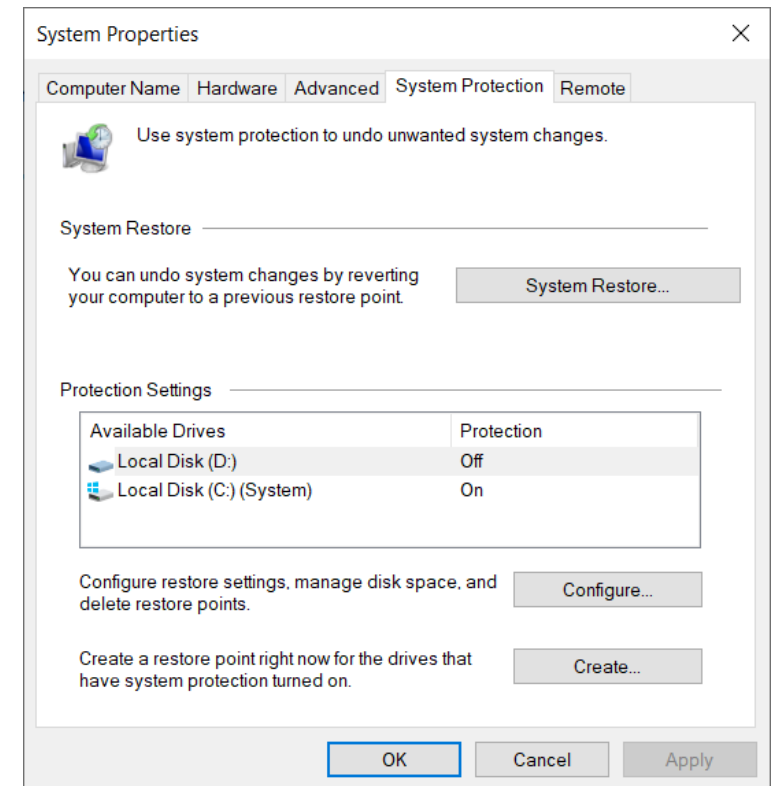 System Properties
Computer Name Hardware Advanced System Protection Remote
Use system protection to undo unwanted system changes.
System Restore
You can undo system changes by reverting
your computer to a previous restore point.
System Restore...
Protection Settings
Available Drives Protection
Local Disk (D:) Off
Local Disk (C:) (System) On
Configure restore settings, manage disk space, and
delete restore points.
Configure...
Create a restore point right now for the drives that
have system protection turned on.
Create...
OK Cancel Apply